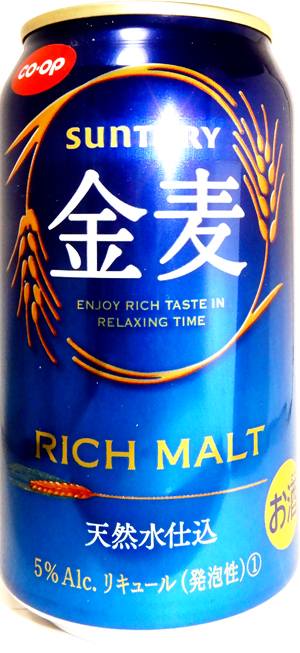 CO·OP
SUNTORY
金麦
ENJOY RICH TASTE IN
RELAXING TIME
RICH MALT
お酒
天然水仕込
5% Alc. リキュール(発泡性)①